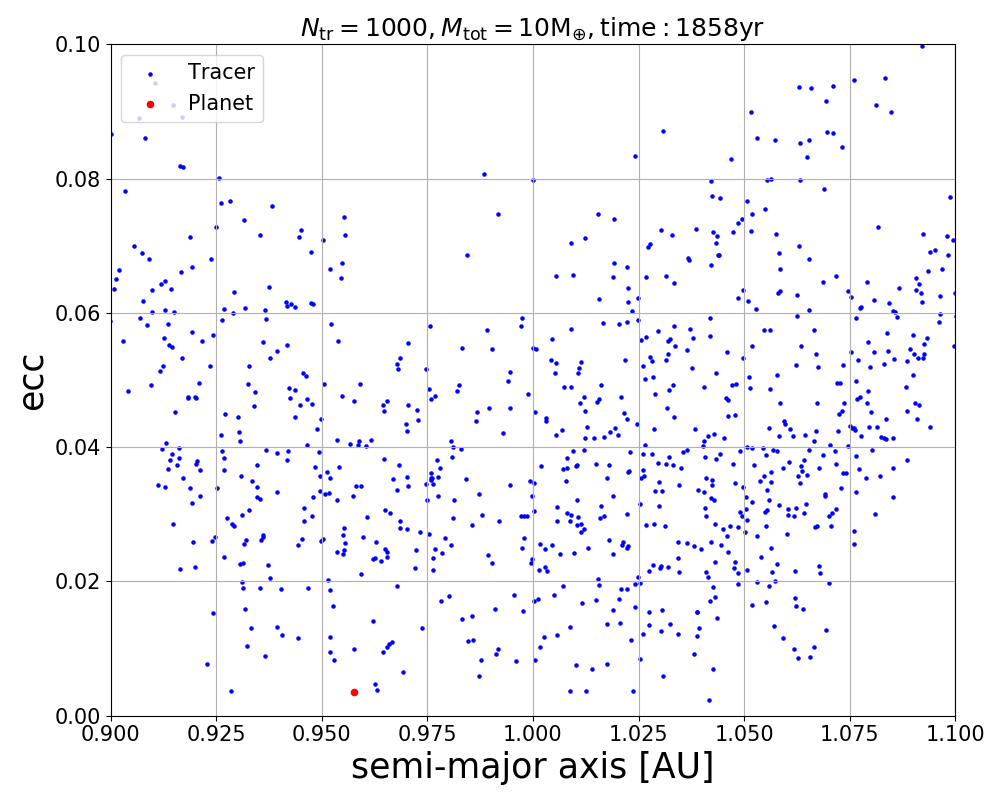 N_tr = 1000, M_tot = 10M_⊕, time : 1858yr
0.10
Tracer
Planet
0.08
0.06
ecc
0.04
0.02
0.00
0.900 0.925 0.950 0.975 1.000 1.025 1.050 1.075 1.100
semi-major axis [AU]